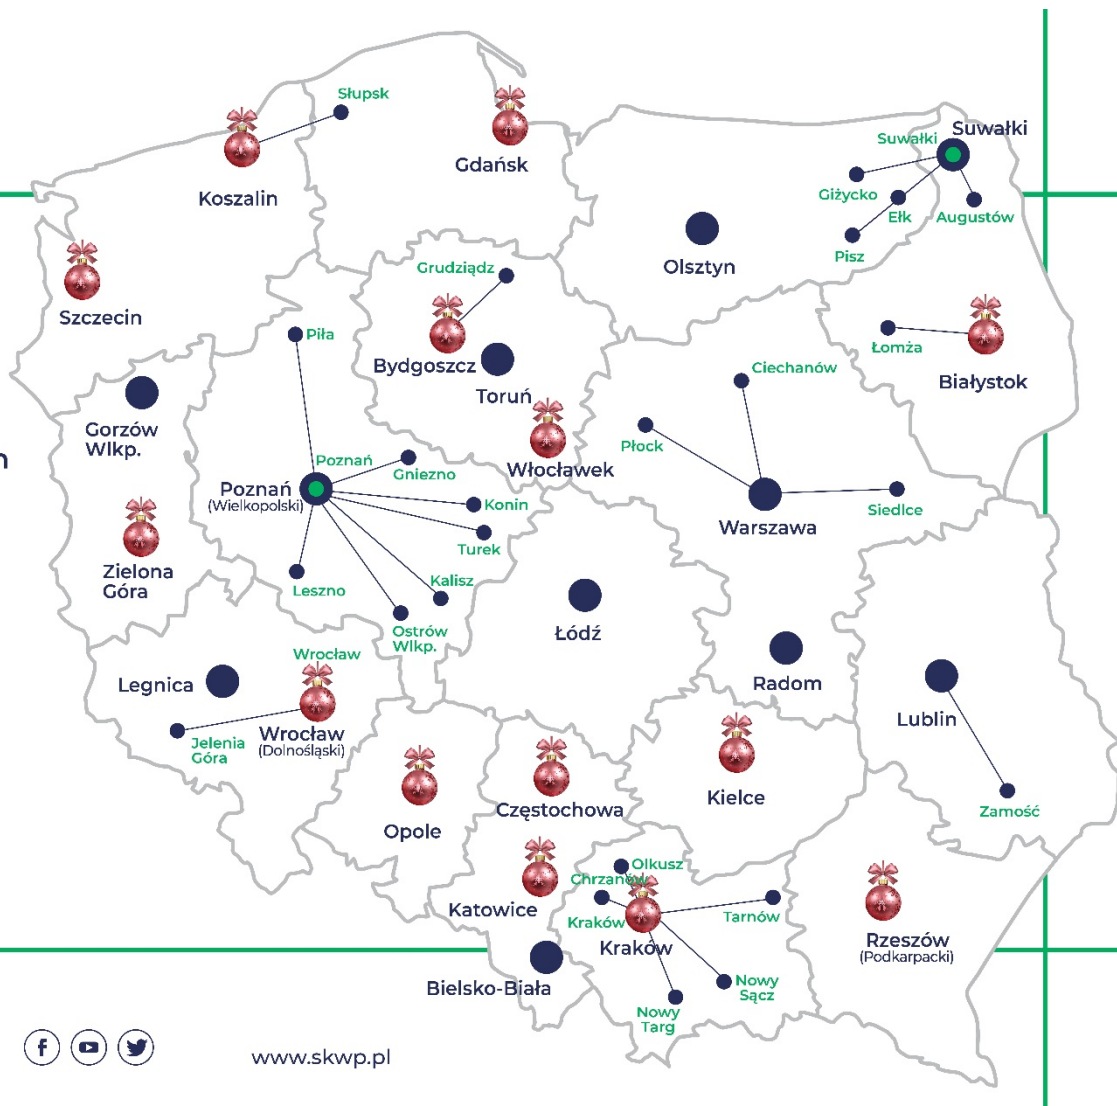 Słupsk
Koszalin
Gdańsk
Suwałki
Suwałki
Giżycko
Ełk
Augustów
Pisz
Olsztyn
Szczecin
Grudziądz
Bydgoszcz
Toruń
Włocławek
Piła
Łomża
Białystok
Ciechanów
Płock
Warszawa
Siedlce
Gorzów
Wlkp.
n
Poznań
Poznań
(Wielkopolski)
Gniezno
Konin
Turek
Kalisz
Ostrów
Wlkp.
Leszno
Zielona
Góra
Łódź
Radom
Lublin
Zamość
Legnica
Wrocław
Wrocław
(Dolnośląski)
Jelenia
Góra
Opole
Częstochowa
Kielce
Katowice
Olkusz
Chrzanów
Kraków
Kraków
Tarnów
Nowy
Sącz
Nowy
Targ
Bielsko-Biała
Rzeszów
(Podkarpacki)
www.skwp.pl